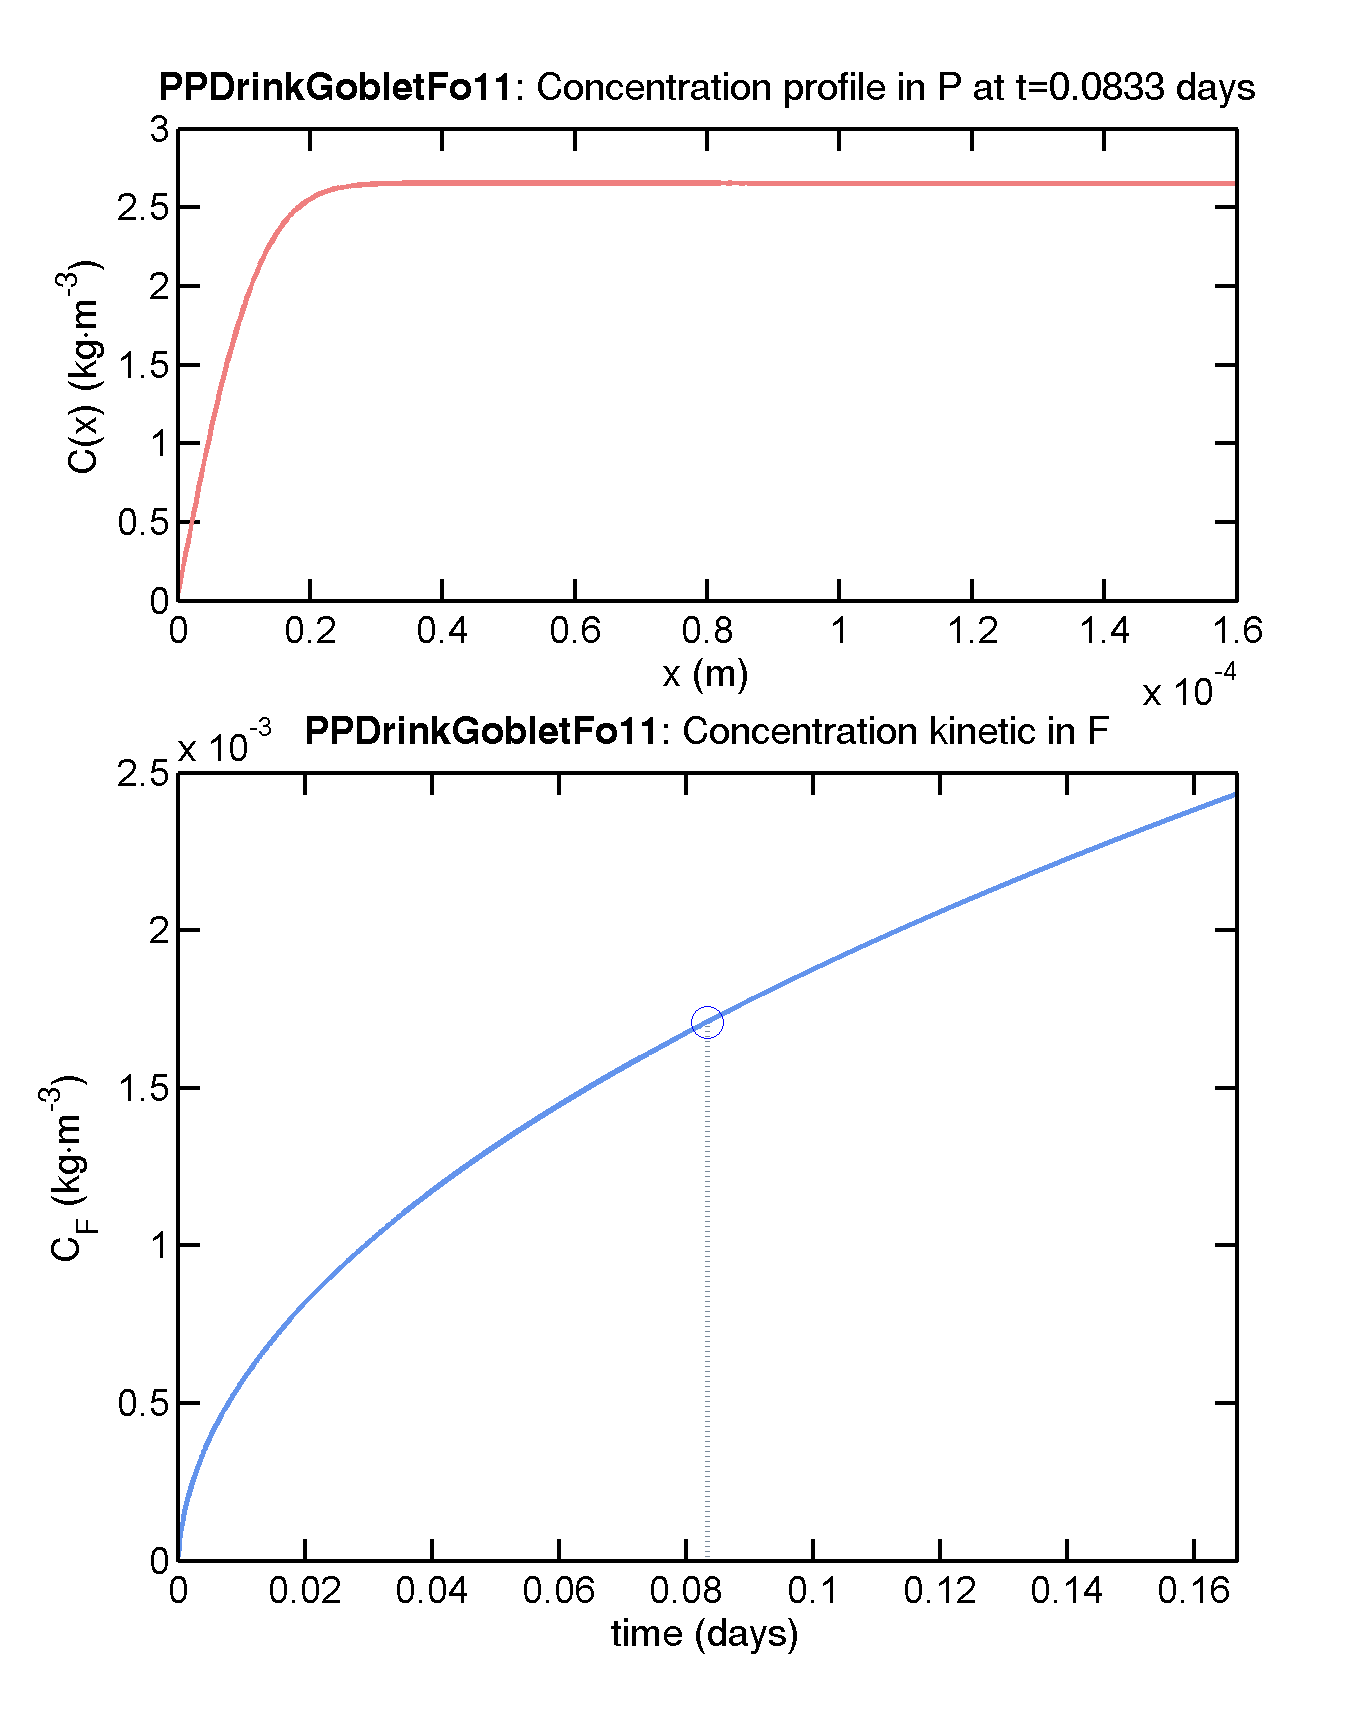 PPDrinkGobletFo11: Concentration profile in P at t=0.0833 days
3
2.5
2
1.5
1
0.5
0
C(x) (kg·m-3)
0 0.2 0.4 0.6 0.8 1 1.2 1.4 1.6
x (m)
x 10-4
x 10-3
PPDrinkGobletFo11: Concentration kinetic in F
2.5
2
1.5
1
0.5
0
CF (kg·m-3)
0 0.02 0.04 0.06 0.08 0.1 0.12 0.14 0.16
time (days)